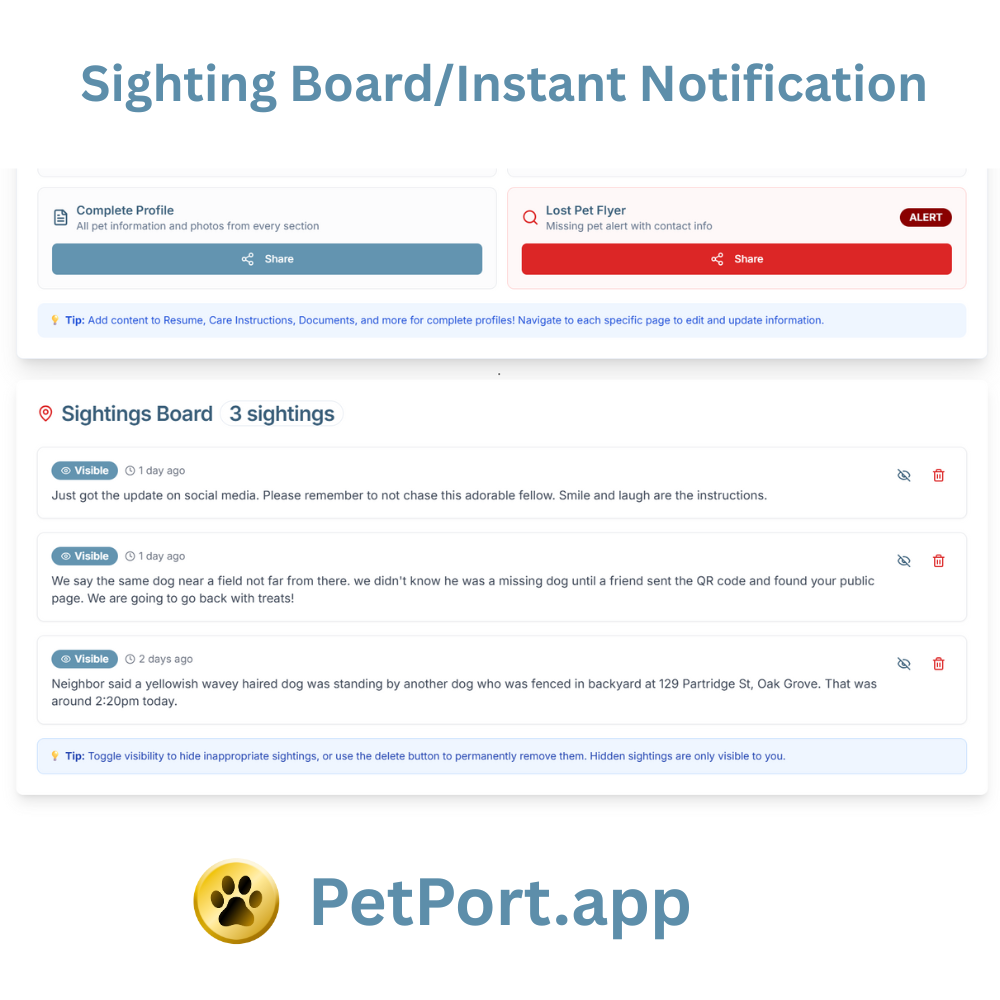 Sighting Board/Instant Notification
Complete Profile
All pet information and photos from every section
Share
Lost Pet Flyer
Missing pet alert with contact info
ALERT
Share
Tip: Add content to Resume, Care Instructions, Documents, and more for complete profiles! Navigate to each specific page to edit and update information.
.
Sightings Board 3 sightings
Visible 1 day ago
Just got the update on social media. Please remember to not chase this adorable fellow. Smile and laugh are the instructions.
Visible 1 day ago
We say the same dog near a field not far from there. we didn't know he was a missing dog until a friend sent the QR code and found your public
page. We are going to go back with treats!
Visible 2 days ago
Neighbor said a yellowish wavey haired dog was standing by another dog who was fenced in backyard at 129 Partridge St, Oak Grove. That was
around 2:20pm today.
Tip: Toggle visibility to hide inappropriate sightings, or use the delete button to permanently remove them. Hidden sightings are only visible to you.
PetPort.app